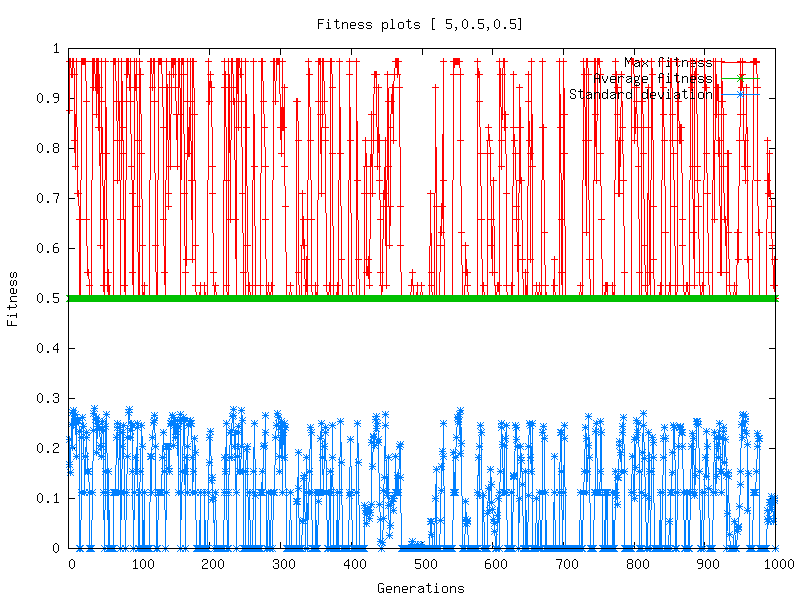 Fitness plots [ 5,0.5,0.5]
1
0.9
0.8
0.7
0.6
0.5
0.4
0.3
0.2
0.1
0
Fitness
Max fitness
Average fitness
Standard deviation
0 100 200 300 400 500 600 700 800 900 1000
Generations